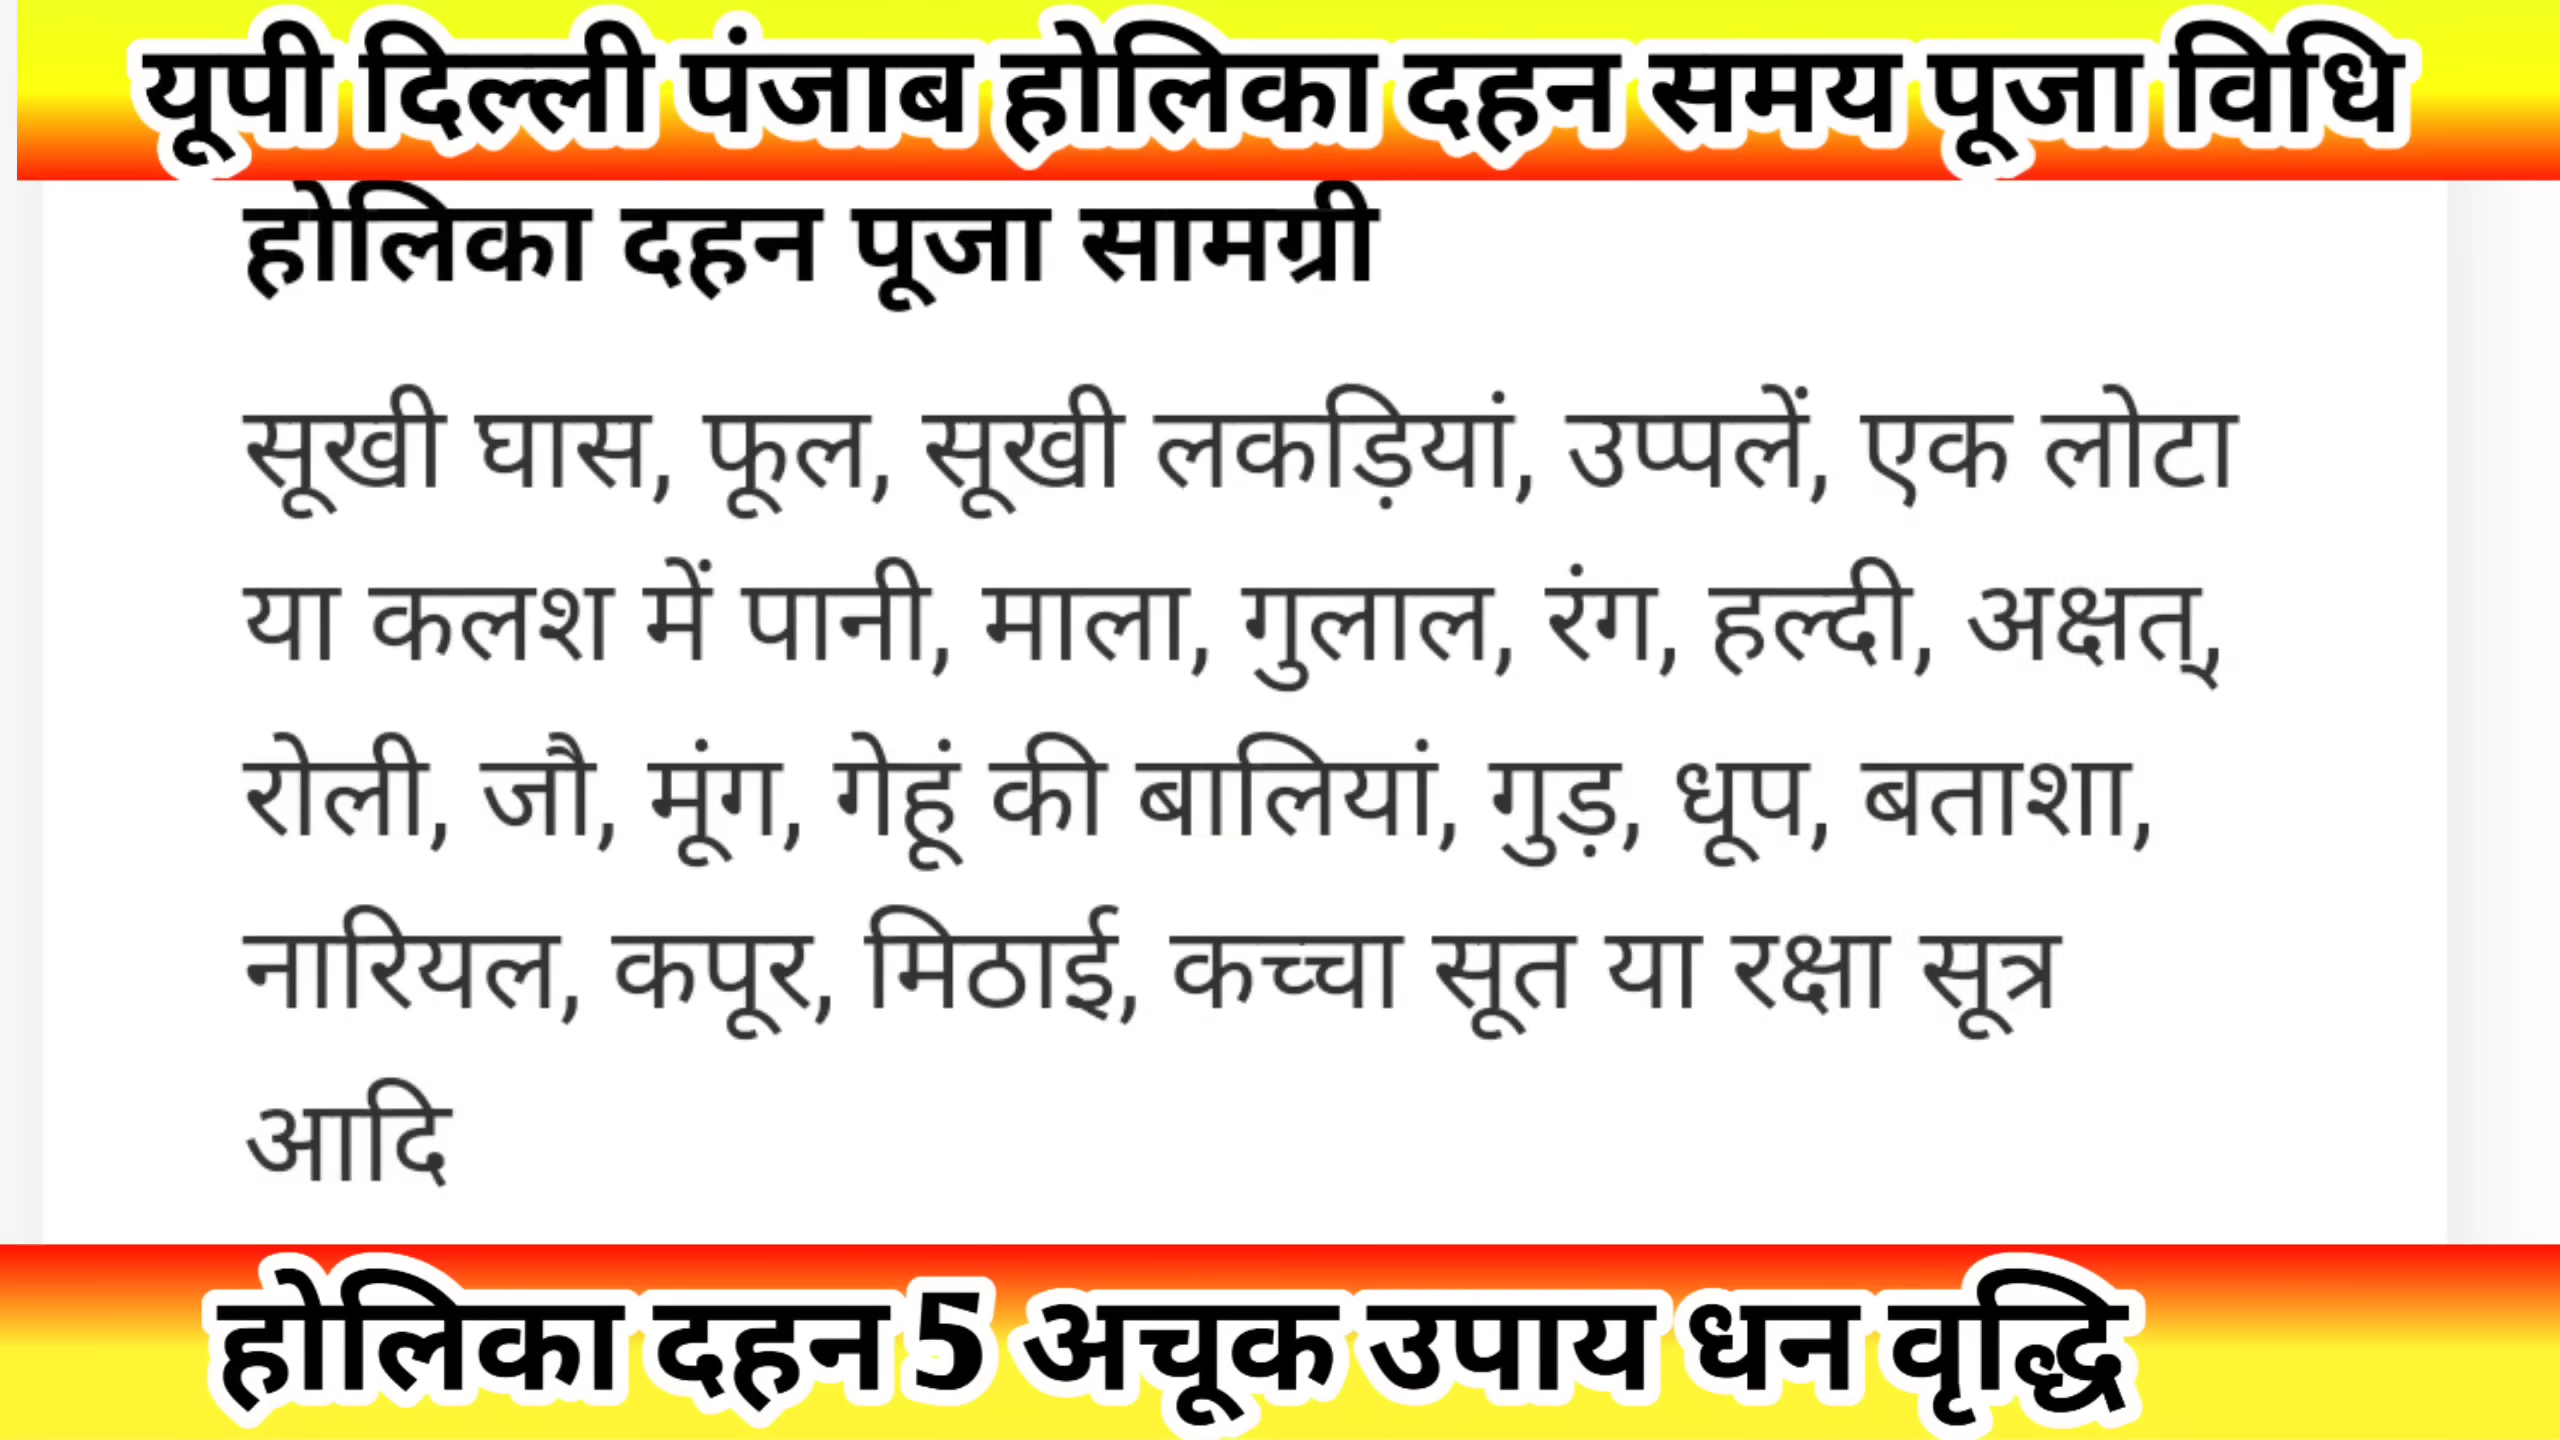 यूपी दिल्ली पंजाब होलिका दहन समय पूजा विधि
होलिका दहन पूजा सामग्री
सूखी घास, फूल, सूखी लकड़ियां, उप्पलें, एक लोटा
या कलश में पानी, माला, गुलाल, रंग, हल्दी, अक्षत्,
रोली, जौ, मूंग, गेहूं की बालियां, गुड़, धूप, बताशा,
नारियल, कपूर, मिठाई, कच्चा सूत या रक्षा सूत्र
आदि
होलिका दहन 5 अचूक उपाय धन वृद्धि